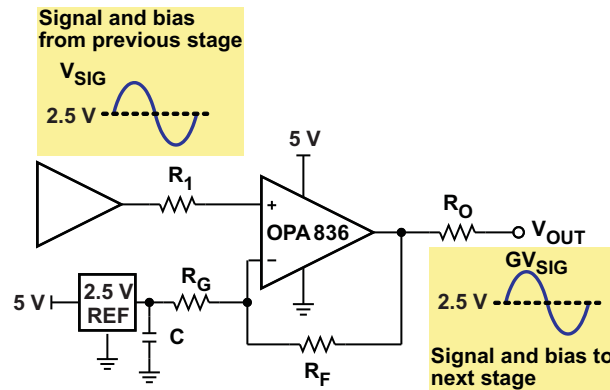 Signal and bias
from previous stage
VSIG
2.5 V
5 V
R1
+
OPA836
−
RO
VOUT
GVSIG
2.5 V
Signal and bias to
next stage
5 V
2.5 V
REF
RG
C
RF